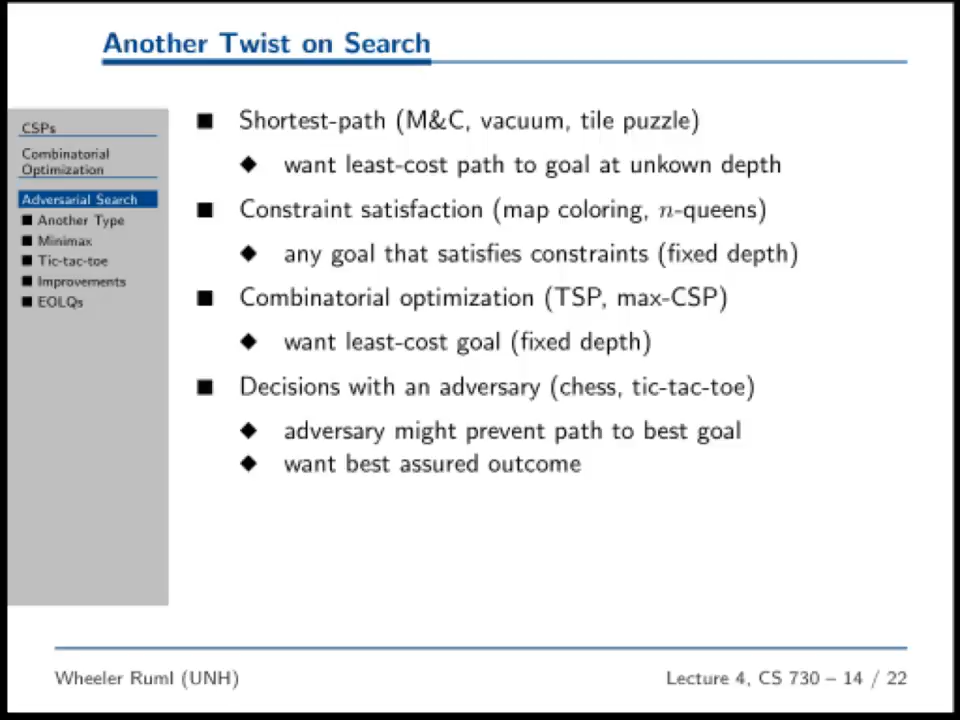 Another Twist on Search
CSPs
Combinatorial
Optimization
Adversarial Search
■ Another Type
■ Minimax
■ Tic-tac-toe
■ Improvements
■ EOLQs
■ Shortest-path (M&C, vacuum, tile puzzle)
◆ want least-cost path to goal at unkown depth
■ Constraint satisfaction (map coloring, n-queens)
◆ any goal that satisfies constraints (fixed depth)
■ Combinatorial optimization (TSP, max-CSP)
◆ want least-cost goal (fixed depth)
■ Decisions with an adversary (chess, tic-tac-toe)
◆ adversary might prevent path to best goal
◆ want best assured outcome
Wheeler Ruml (UNH)
Lecture 4, CS 730 – 14 / 22